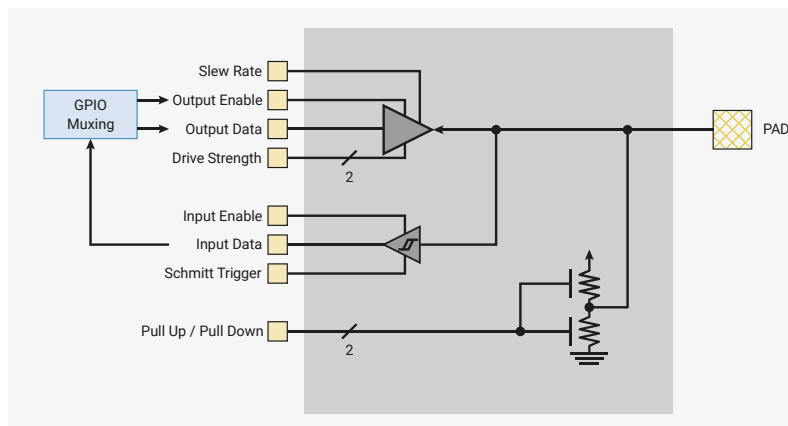 Slew Rate
GPIO
Muxing
Output Enable
Output Data
PAD
Drive Strength
2
Input Enable
Input Data
Schmitt Trigger
Pull Up / Pull Down
2